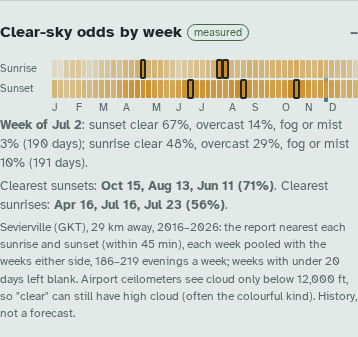 Clear-sky odds by week measured –
Sunrise
Sunset
J F M A M J J A S O N D
Week of Jul 2: sunset clear 67%, overcast 14%, fog or mist
3% (190 days); sunrise clear 48%, overcast 29%, fog or mist
10% (191 days).
Clearest sunsets: Oct 15, Aug 13, Jun 11 (71%). Clearest
sunrises: Apr 16, Jul 16, Jul 23 (56%).
Sevierville (GKT), 29 km away, 2016–2026: the report nearest each
sunrise and sunset (within 45 min), each week pooled with the
weeks either side, 186–219 evenings a week; weeks with under 20
days left blank. Airport ceilometers see cloud only below 12,000 ft,
so "clear" can still have high cloud (often the colourful kind). History,
not a forecast.